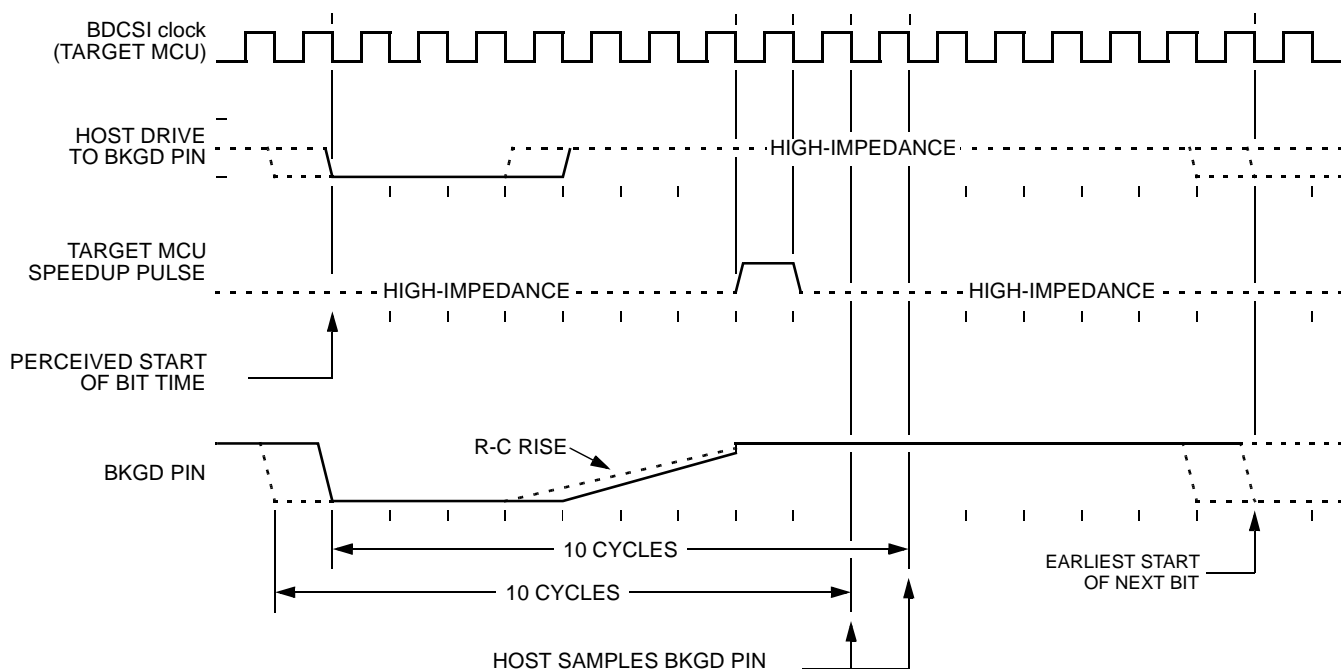 BDCSI clock
(TARGET MCU)
HOST DRIVE
TO BKGD PIN
HIGH-IMPEDANCE
TARGET MCU
SPEEDUP PULSE
HIGH-IMPEDANCE
HIGH-IMPEDANCE
PERCEIVED START
OF BIT TIME
R-C RISE
BKGD PIN
10 CYCLES
EARLIEST START
OF NEXT BIT
10 CYCLES
HOST SAMPLES BKGD PIN